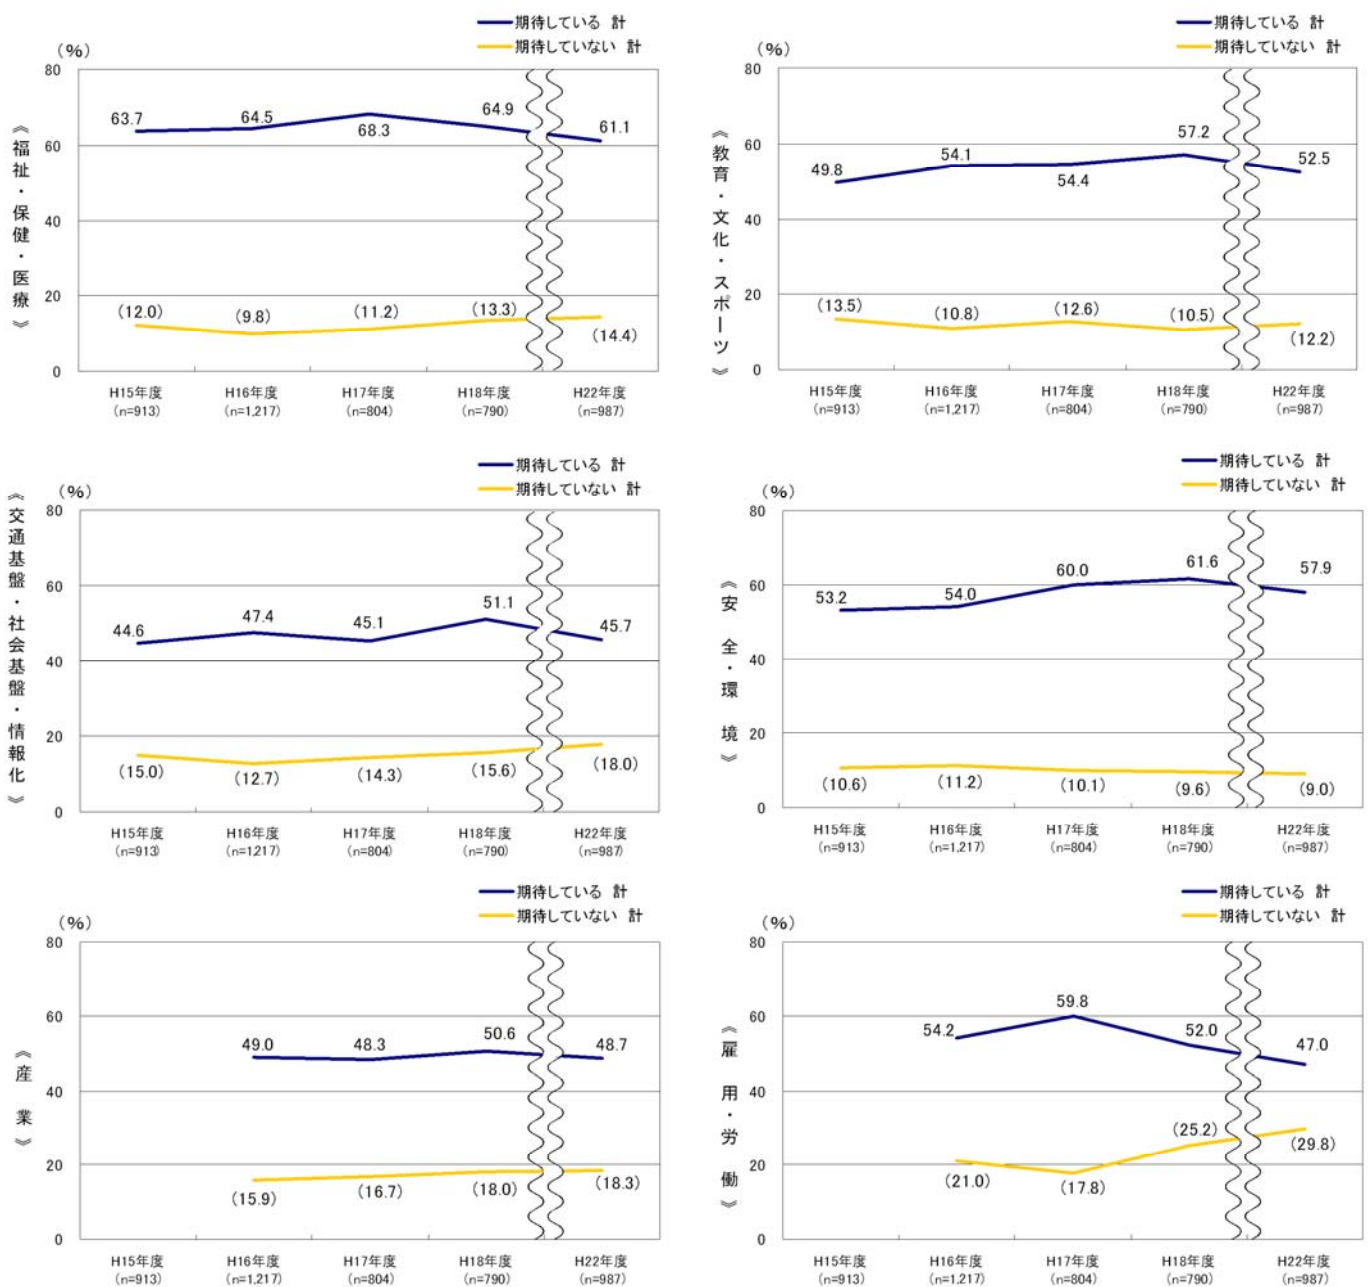 期待している 計
期待していない 計
(%)
《福祉・保健・医療》
80
60
40
20
0
63.7
64.5
68.3
64.9
61.1
(12.0)
(9.8)
(11.2)
(13.3)
(14.4)
H15年度
H16年度
H17年度
H18年度
H22年度
(n=913)
(n=1,217)
(n=804)
(n=790)
(n=987)
期待している 計
期待していない 計
(%)
《教育・文化・スポーツ》
80
60
40
20
0
49.8
54.1
54.4
57.2
52.5
(13.5)
(10.8)
(12.6)
(10.5)
(12.2)
H15年度
H16年度
H17年度
H18年度
H22年度
(n=913)
(n=1,217)
(n=804)
(n=790)
(n=987)
期待している 計
期待していない 計
(%)
《交通基盤・社会基盤・情報化》
80
60
40
20
0
44.6
47.4
45.1
51.1
45.7
(15.0)
(12.7)
(14.3)
(15.6)
(18.0)
H15年度
H16年度
H17年度
H18年度
H22年度
(n=913)
(n=1,217)
(n=804)
(n=790)
(n=987)
期待している 計
期待していない 計
(%)
《安全・環境》
80
60
40
20
0
53.2
54.0
60.0
61.6
57.9
(10.6)
(11.2)
(10.1)
(9.6)
(9.0)
H15年度
H16年度
H17年度
H18年度
H22年度
(n=913)
(n=1,217)
(n=804)
(n=790)
(n=987)
期待している 計
期待していない 計
(%)
《産業》
80
60
40
20
0
49.0
48.3
50.6
48.7
(15.9)
(16.7)
(18.0)
(18.3)
H15年度
H16年度
H17年度
H18年度
H22年度
(n=913)
(n=1,217)
(n=804)
(n=790)
(n=987)
期待している 計
期待していない 計
(%)
《雇用・労働》
80
60
40
20
0
54.2
59.8
52.0
47.0
(21.0)
(17.8)
(25.2)
(29.8)
H15年度
H16年度
H17年度
H18年度
H22年度
(n=913)
(n=1,217)
(n=804)
(n=790)
(n=987)